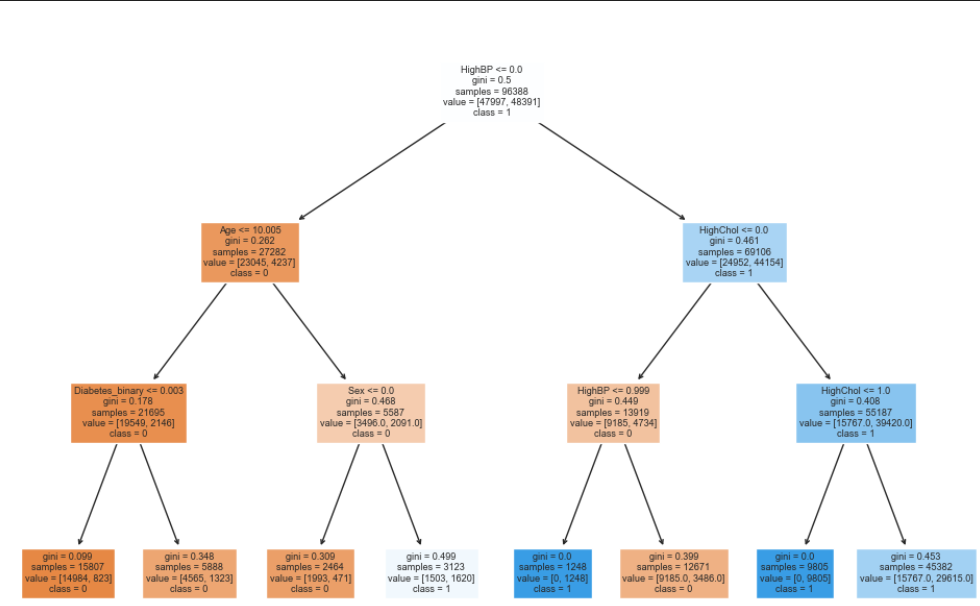 HighBP <= 0.0
gini = 0.5
samples = 96388
value = [47997, 48391]
class = 1
Age <= 10.005
gini = 0.262
samples = 27282
value = [23045, 4237]
class = 0
HighChol <= 0.0
gini = 0.461
samples = 69106
value = [24952, 44154]
class = 1
Diabetes_binary <= 0.003
gini = 0.178
samples = 21695
value = [19549, 2146]
class = 0
Sex <= 0.0
gini = 0.468
samples = 5587
value = [3496.0, 2091.0]
class = 0
HighBP <= 0.999
gini = 0.449
samples = 13919
value = [9185, 4734]
class = 0
HighChol <= 1.0
gini = 0.408
samples = 55187
value = [15767.0, 39420.0]
class = 1
gini = 0.099
samples = 15807
value = [14984, 823]
class = 0
gini = 0.348
samples = 5888
value = [4565, 1323]
class = 0
gini = 0.309
samples = 2464
value = [1993, 471]
class = 0
gini = 0.499
samples = 3123
value = [1503, 1620]
class = 1
gini = 0.0
samples = 1248
value = [0, 1248]
class = 1
gini = 0.399
samples = 12671
value = [9185.0, 3486.0]
class = 0
gini = 0.0
samples = 9805
value = [0, 9805]
class = 1
gini = 0.453
samples = 45382
value = [15767.0, 29615.0]
class = 1